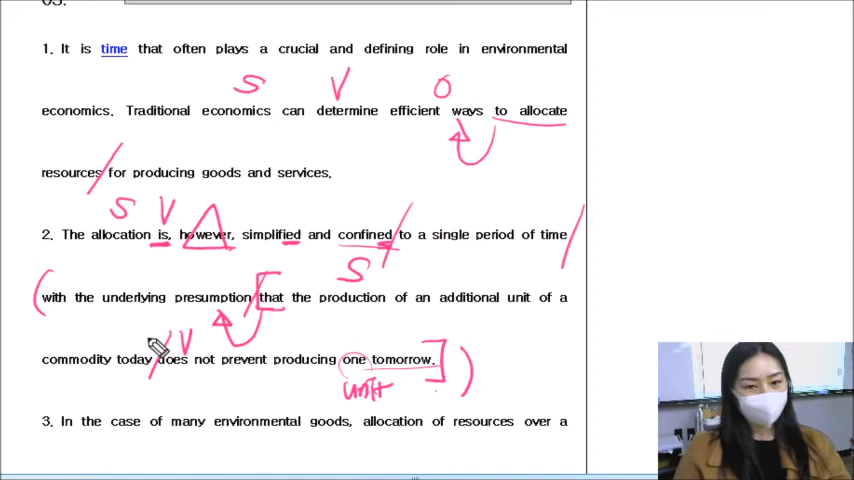 03.
1. It is time that often plays a crucial and defining role in environmental
S V O
economics. Traditional economics can determine efficient ways to allocate
resources for producing goods and services.
S V
2. The allocation is, however, simplified and confined to a single period of time
S
with the underlying presumption that the production of an additional unit of a
V
commodity today does not prevent producing one tomorrow.
unit
3. In the case of many environmental goods, allocation of resources over a